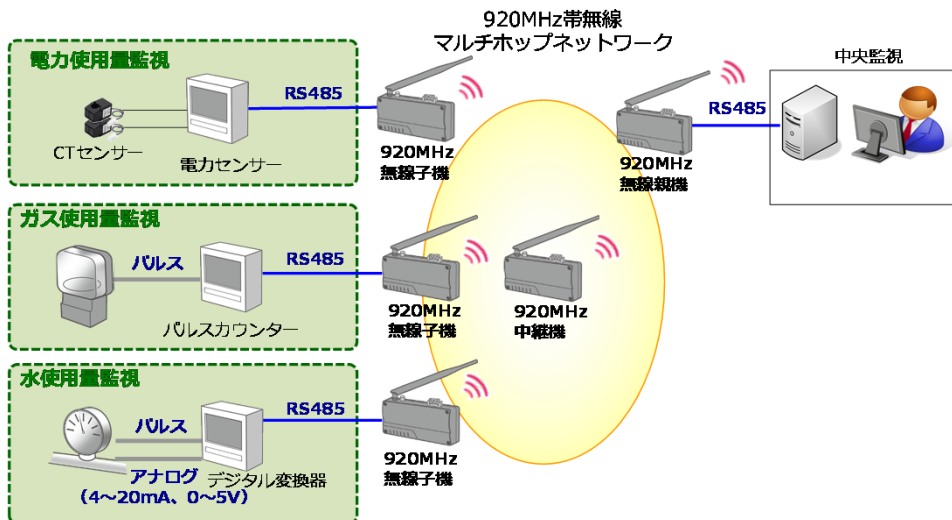 920MHz帯無線
マルチホップネットワーク
電力使用量監視
RS485
CTセンサー
電力センサー
920MHz
無線子機
920MHz
無線親機
RS485
中央監視
ガス使用量監視
パルス
RS485
パルスカウンター
920MHz
無線子機
920MHz
中継機
水使用量監視
パルス
RS485
アナログ
(4~20mA、0~5V)
デジタル変換器
920MHz
無線子機